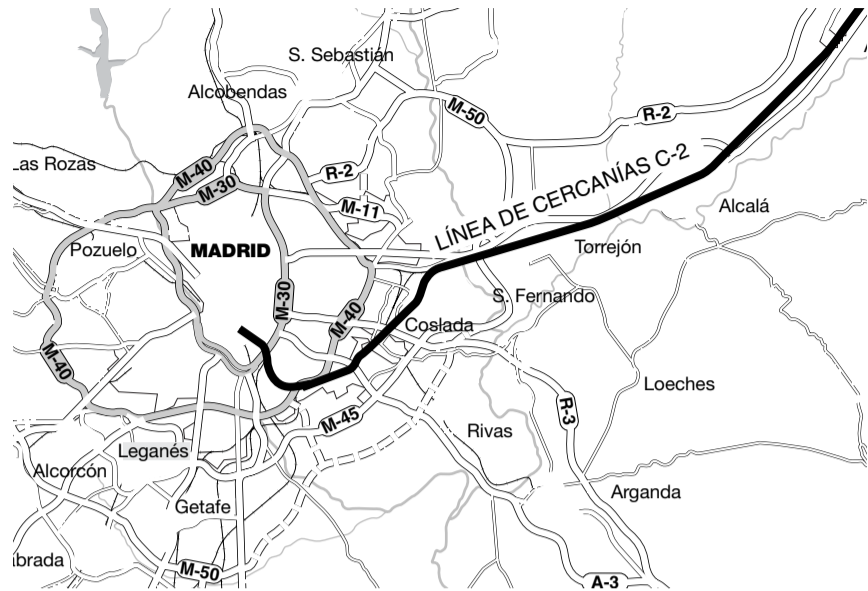 S. Sebastián
Alcobendas
M-50
R-2
Las Rozas
M-40
R-2
M-30
M-11
LÍNEA DE CERCANÍAS C-2
Alcalá
Pozuelo
MADRID
Torrejón
M-30
S. Fernando
M-40
Coslada
M-40
Loeches
R-3
M-45
Rivas
Leganés
Alcorcón
Arganda
Getafe
brada
M-50
A-3